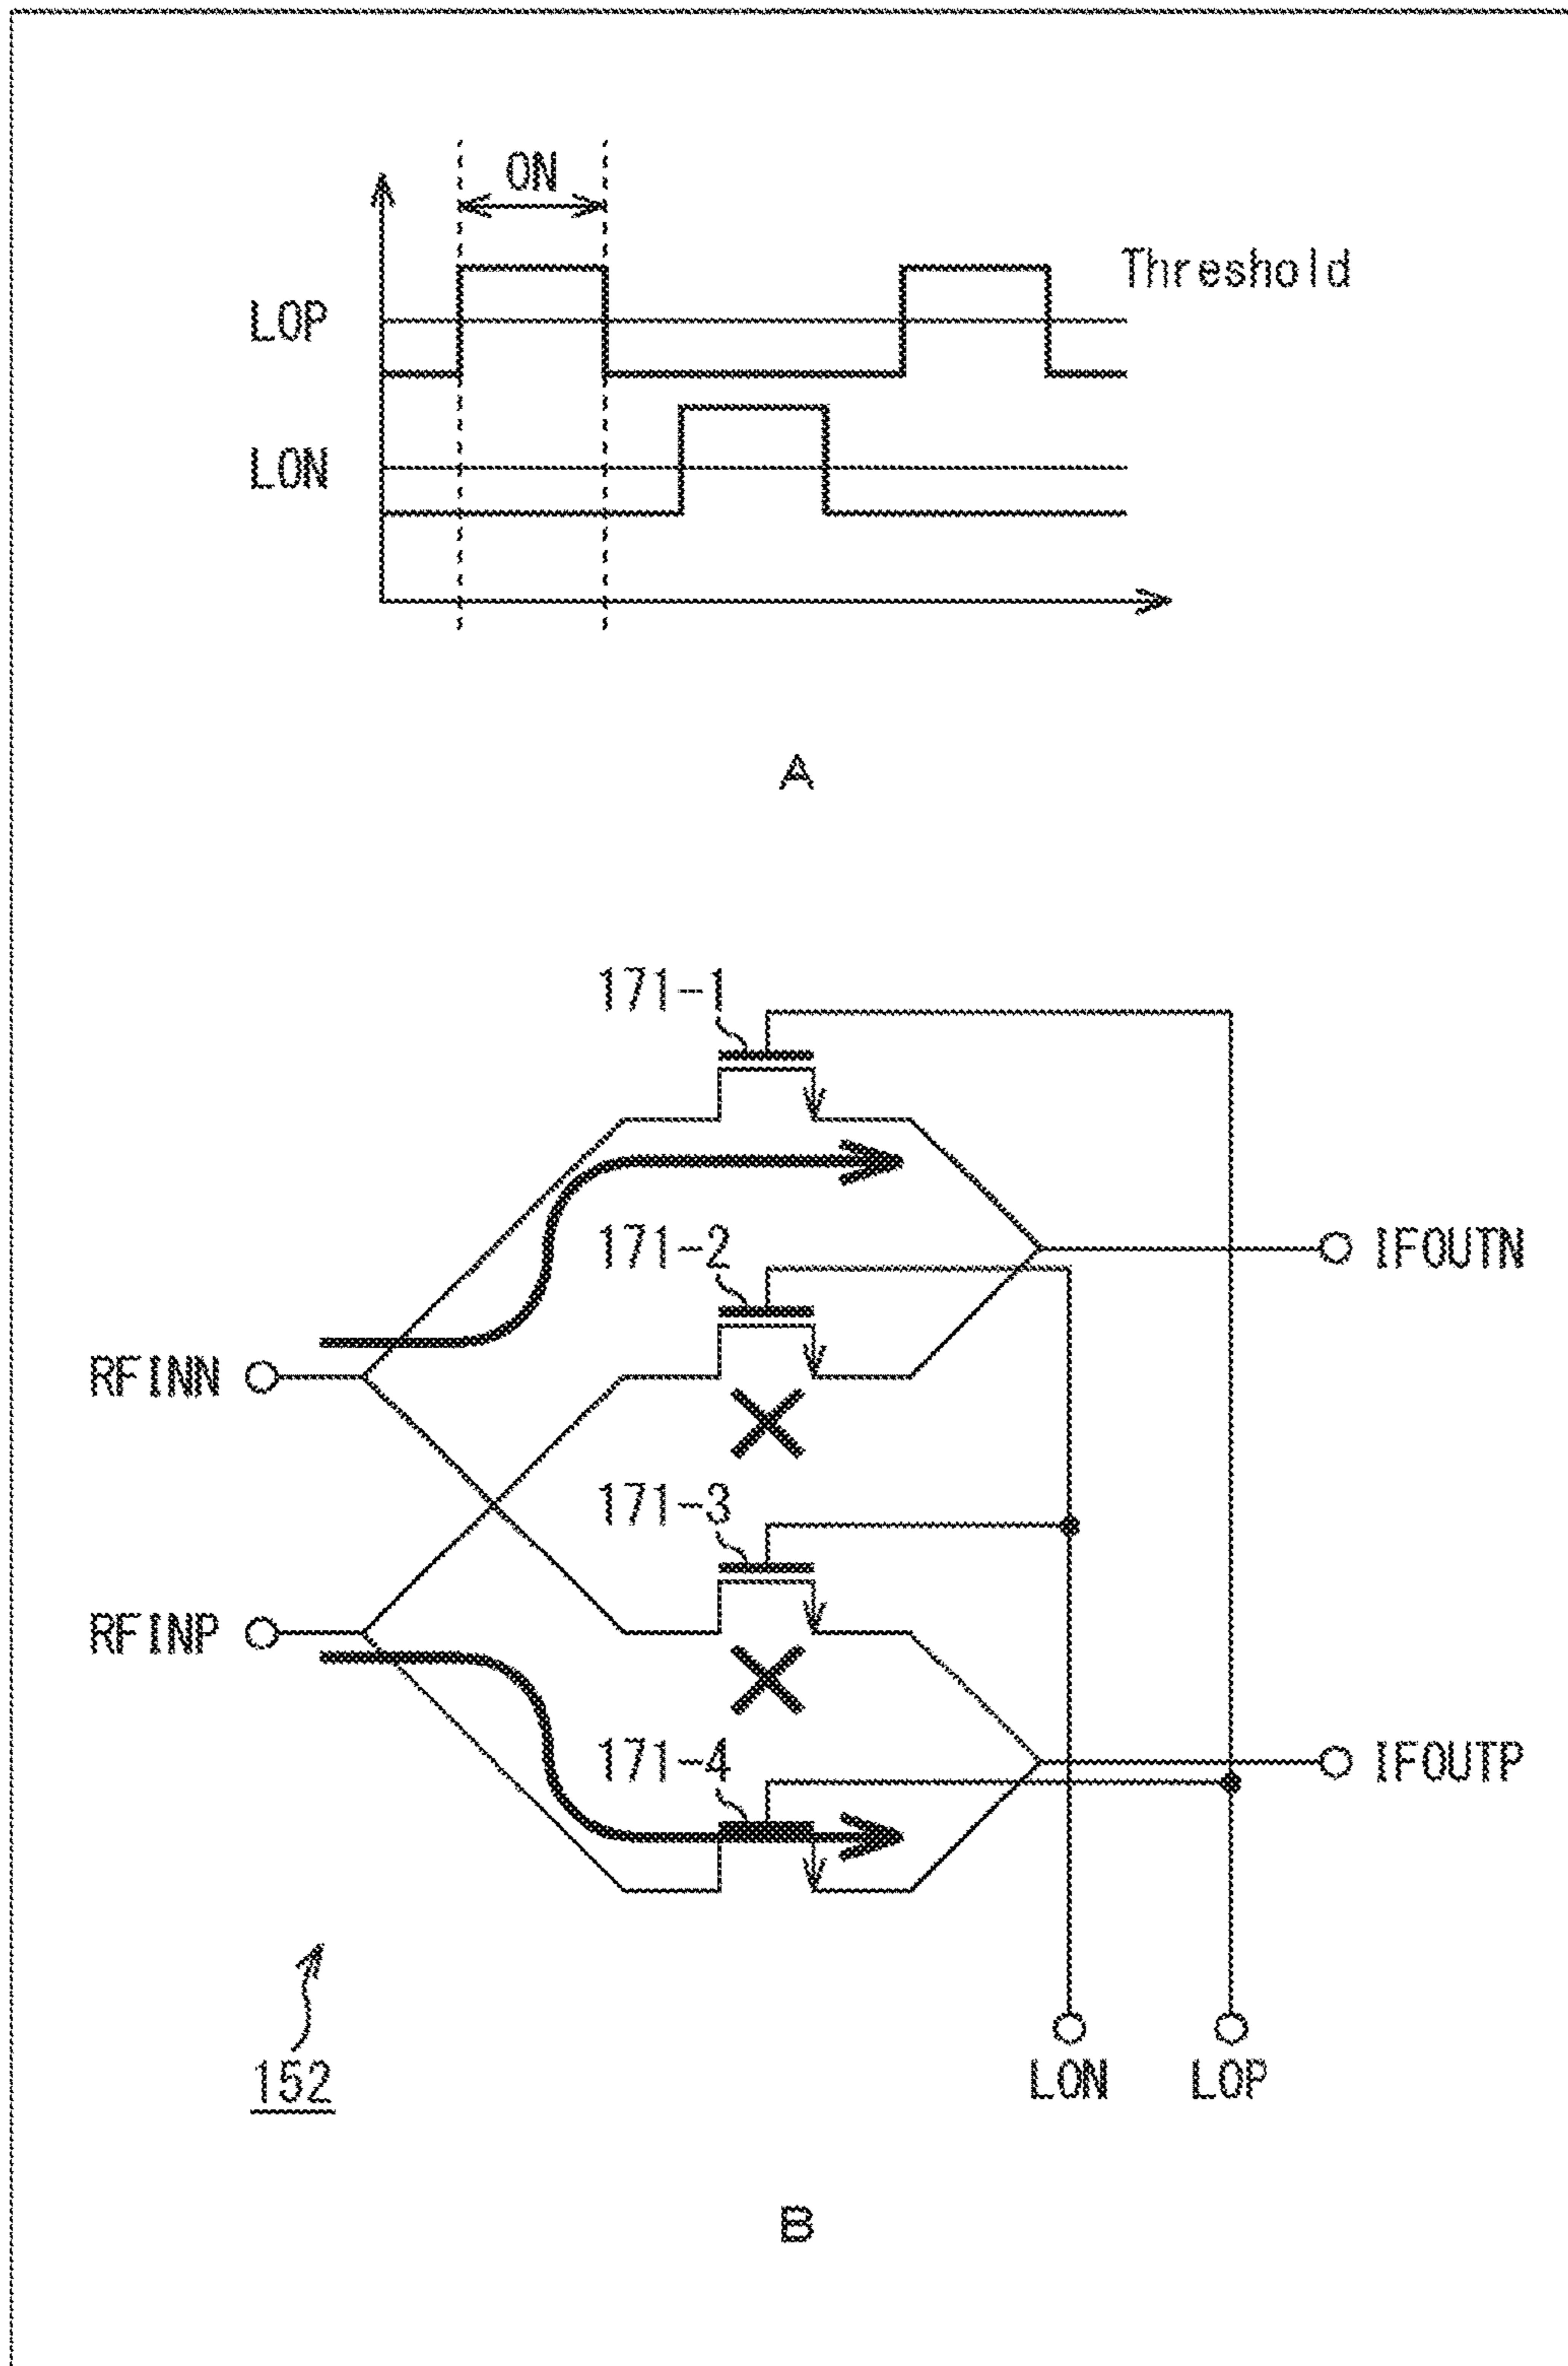 ON
Threshold
LOP
LON
A
171-1
171-2
IFOUTN
RFINN
171-3
RFINP
171-4
IFOUTP
152
LON LOP
B